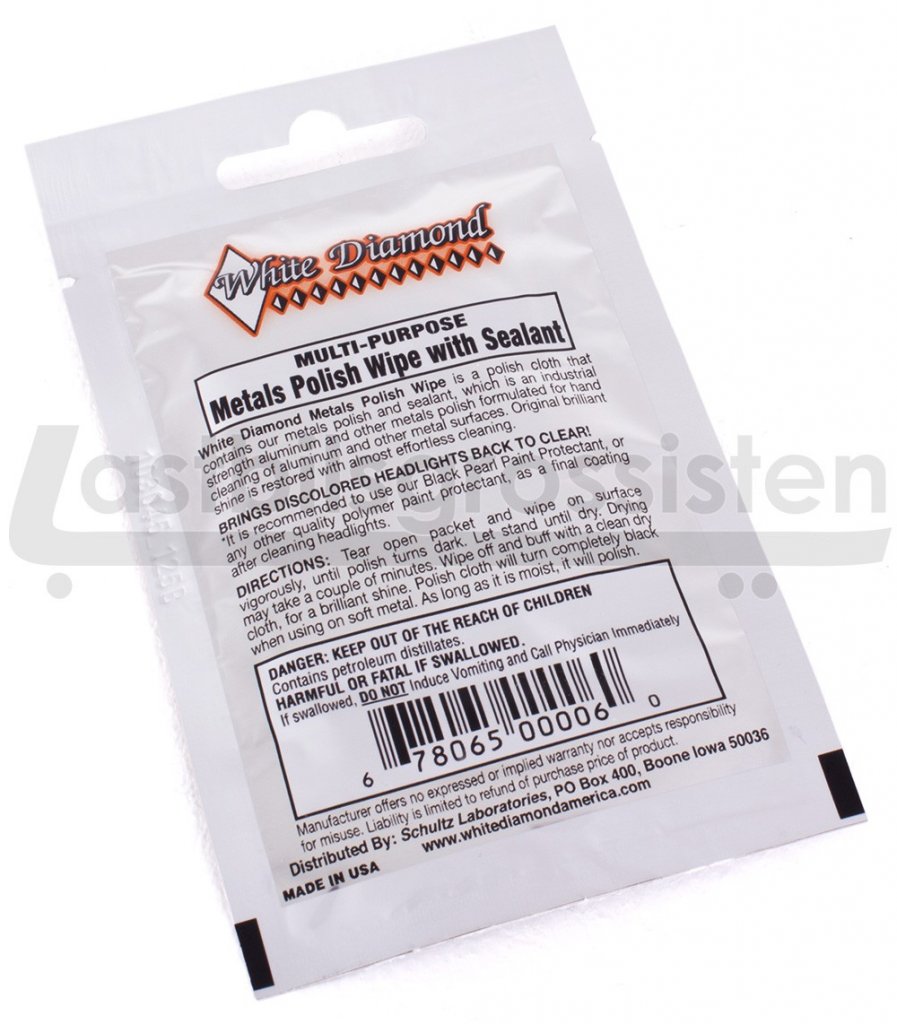 White Diamond
MULTI-PURPOSE
Metals Polish Wipe with Sealant
White Diamond Metals Polish Wipe is a polish cloth that
contains our metals polish and sealant, which is an industrial
strength aluminum and other metals polish formulated for hand
cleaning of aluminum and other metal surfaces. Original brilliant
shine is restored with almost effortless cleaning.
BRINGS DISCOLORED HEADLIGHTS BACK TO CLEAR!
*It is recommended to use our Black Pearl Paint Protectant, or
any other quality polymer paint protectant, as a final coating
after cleaning headlights.
DIRECTIONS: Tear open packet and wipe on surface
vigorously, until polish turns dark. Let stand until dry. Drying
may take a couple of minutes. Wipe off and buff with a clean dry
cloth, for a brilliant shine. Polish cloth will turn completely black
when using on soft metal. As long as it is moist, it will polish.
DANGER: KEEP OUT OF THE REACH OF CHILDREN
Contains petroleum distillates.
HARMFUL OR FATAL IF SWALLOWED.
If swallowed, DO NOT Induce Vomiting and Call Physician Immediately
6 78065 00006 0
Manufacturer offers no expressed or implied warranty nor accepts responsibility
for misuse. Liability is limited to refund of purchase price of product.
Distributed By: Schultz Laboratories, PO Box 400, Boone Iowa 50036
www.whitediamondamerica.com
MADE IN USA
Lastbilsgrossisten